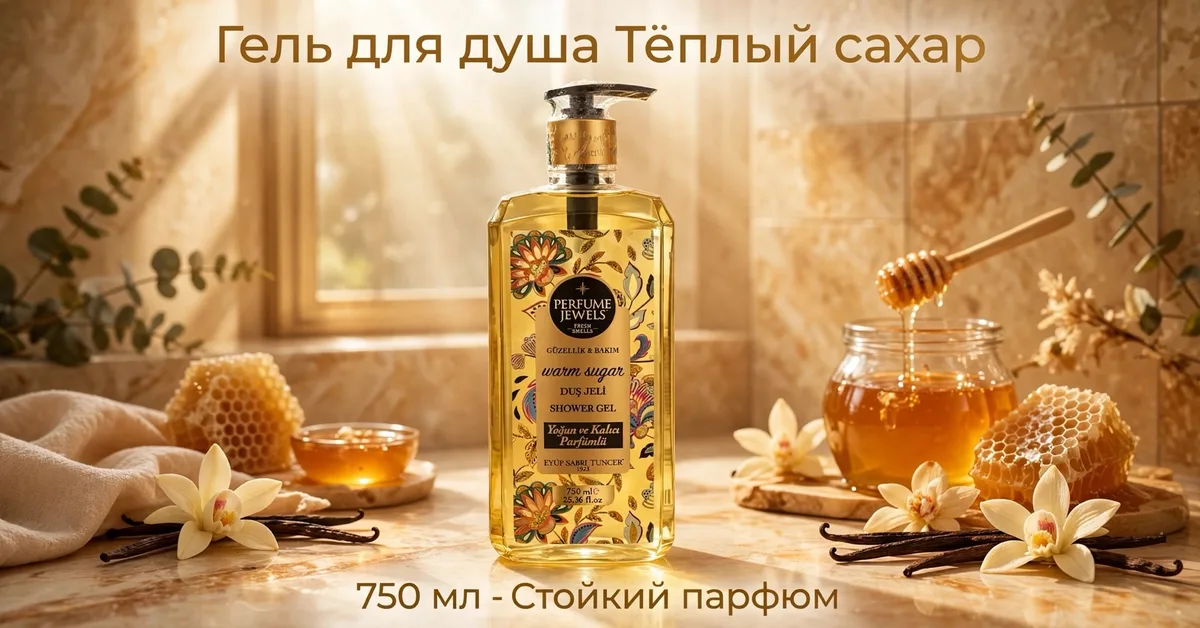 Гель для душа Тёплый сахар
PERFUME
JEWELS
FRESH
SMELLS
GÜZELLİK & BAKIM
warm sugar
DUŞ JELİ
SHOWER GEL
Yoğun ve Kalıcı
Parfümlü
EYÜP SABRİ TUNCER
1923
750 ml℮
25.36 fl.oz
750 мл - Стойкий парфюм